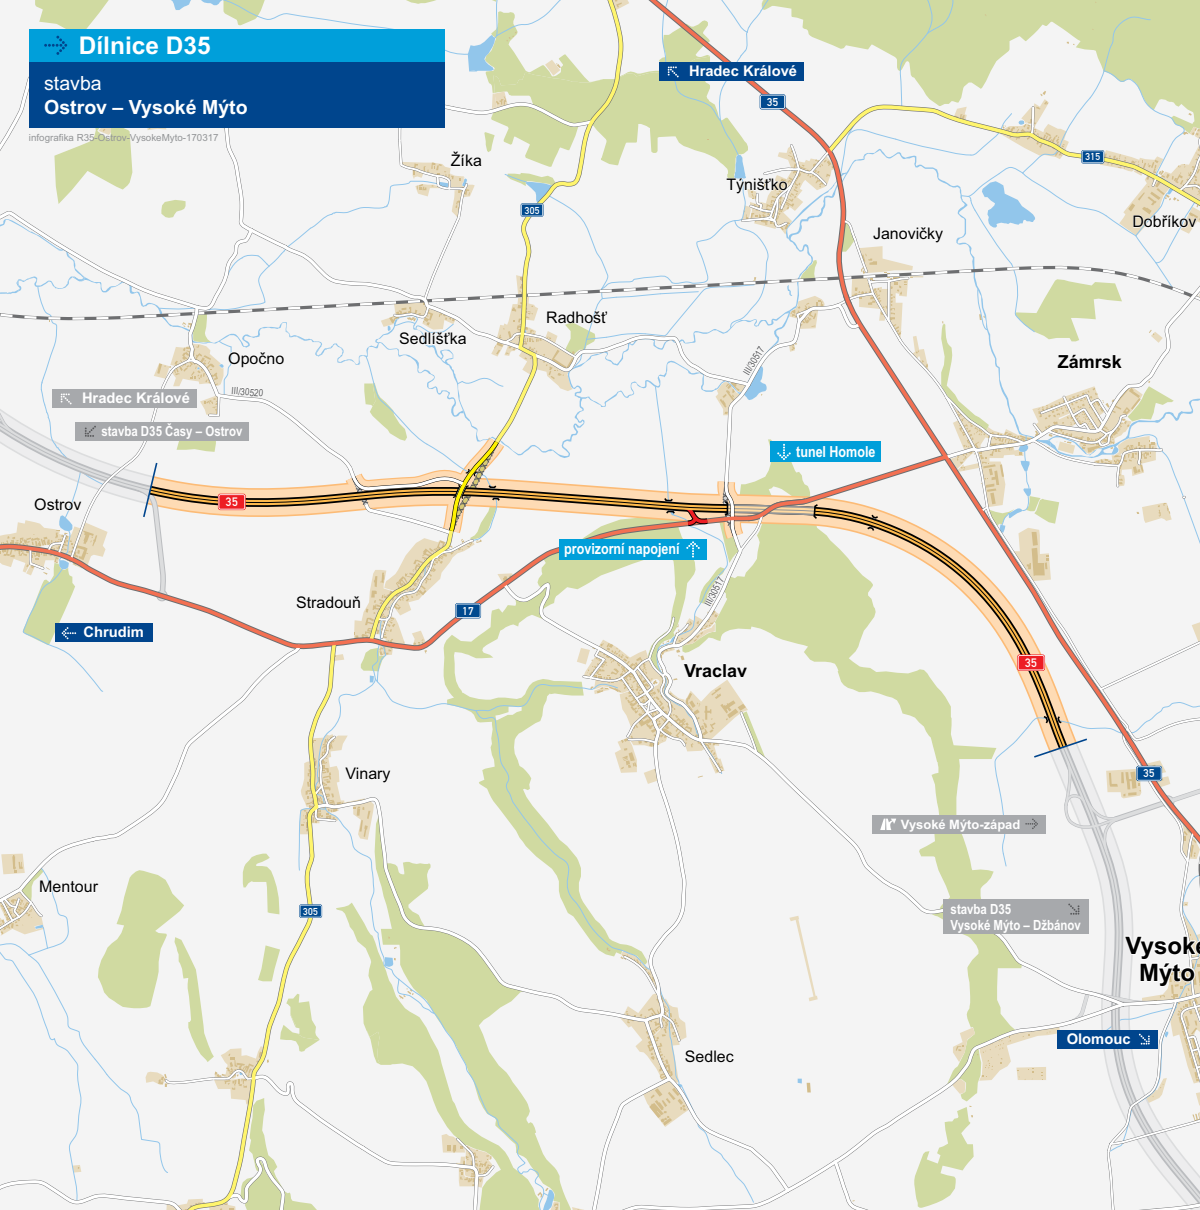 Dílnice D35
stavba
Ostrov – Vysoké Mýto
infografika R35-Ostrov-VysokeMyto-170317
Hradec Králové
35
315
Žíka
Týnišťko
305
Dobříkov
Janovičky
Radhošť
Sedlíšťka
Opočno
III/30517
Zámrsk
III/30520
Hradec Králové
stavba D35 Časy – Ostrov
tunel Homole
Ostrov
35
provizorní napojení
Stradouň
17
III/30517
Chrudim
35
Vraclav
Vinary
35
Vysoké Mýto-západ
Mentour
305
stavba D35
Vysoké Mýto – Džbánov
Vysoké
Mýto
Olomouc
Sedlec